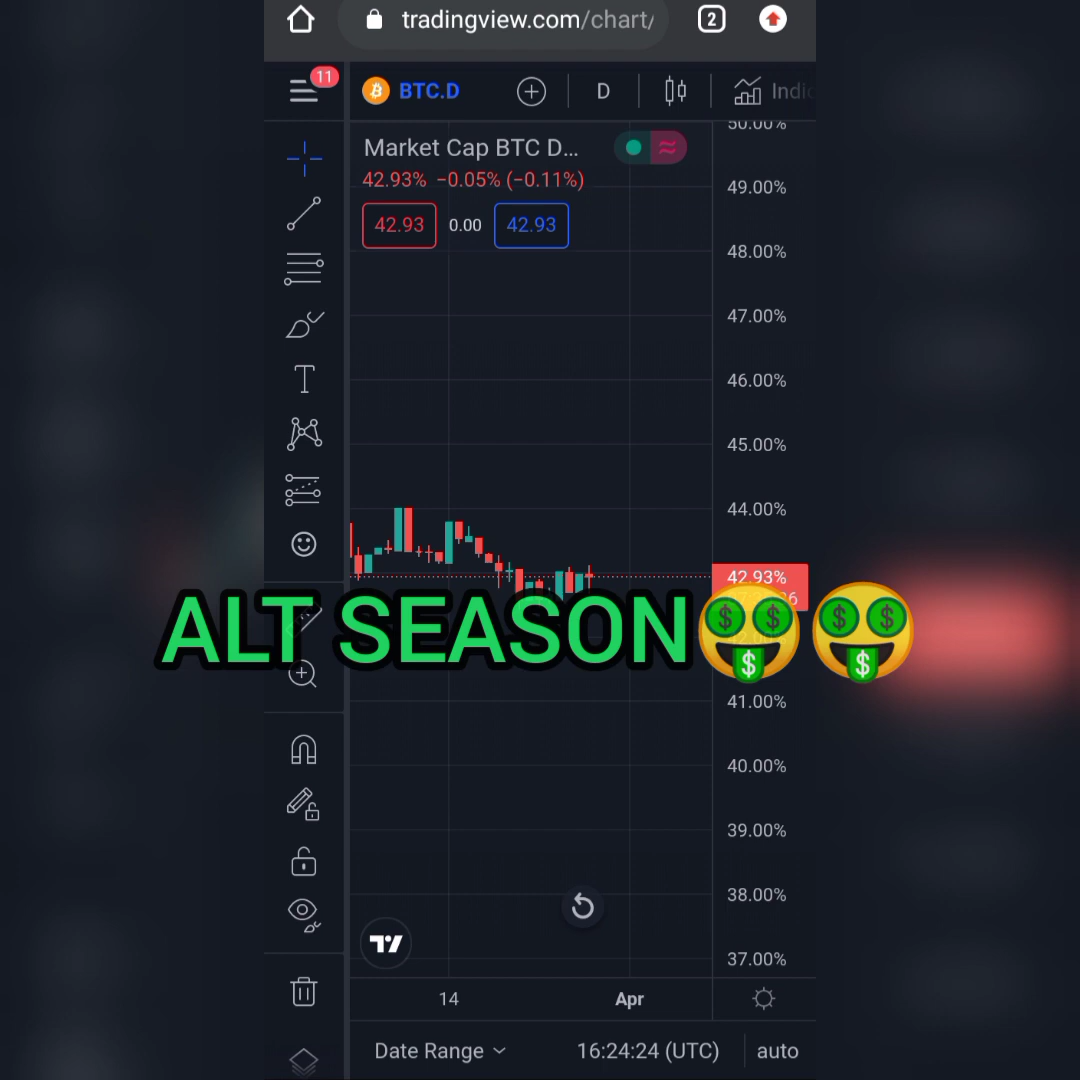 tradingview.com/chart/
2
11
BTC.D
D
50.00%
Market Cap BTC D...
42.93% −0.05% (−0.11%)
49.00%
42.93
0.00
42.93
48.00%
47.00%
46.00%
45.00%
44.00%
42.93%
ALT SEASON
41.00%
40.00%
39.00%
38.00%
37.00%
14
Apr
Date Range
16:24:24 (UTC)
auto